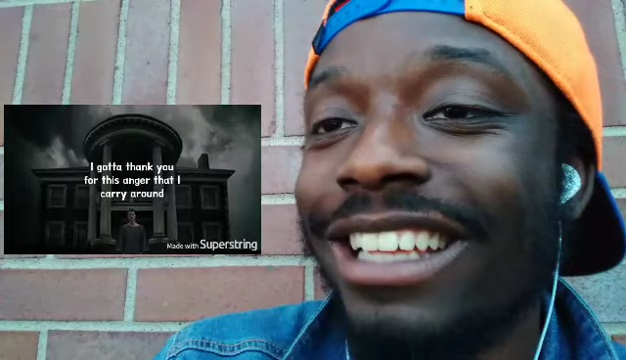 I gotta thank you
for this anger that I
carry around
Made with Superstring